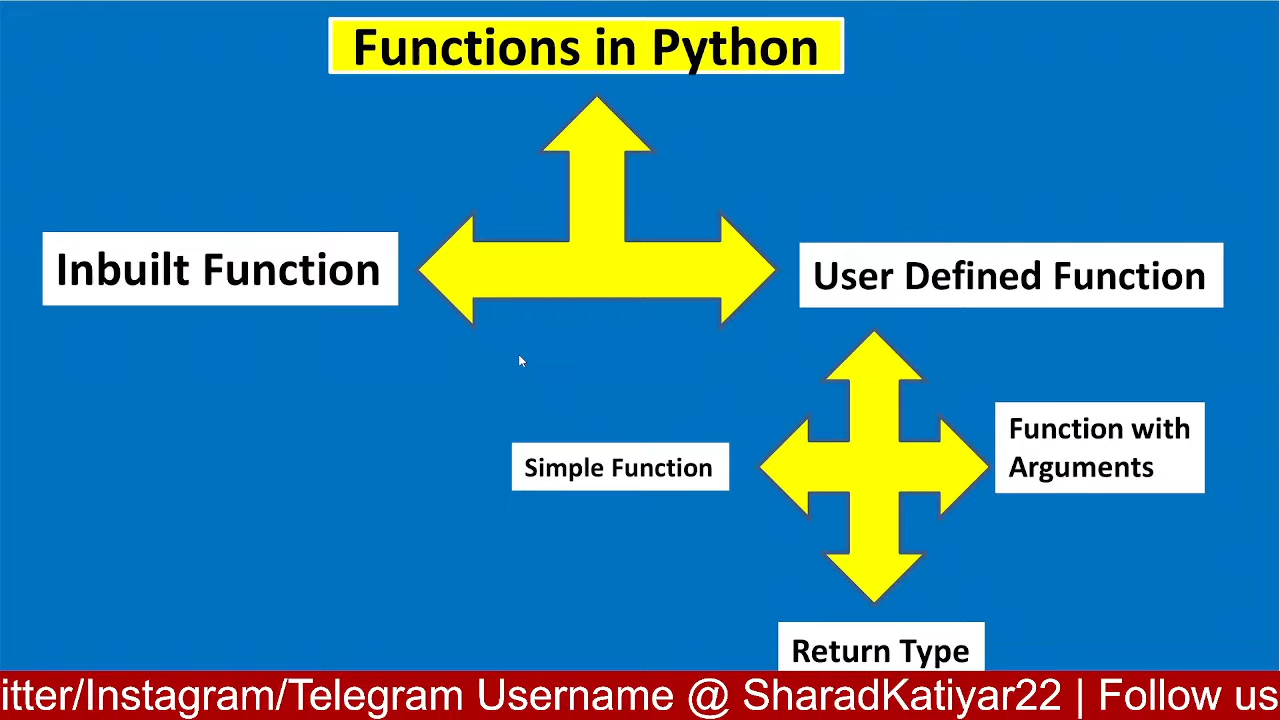 Functions in Python
Inbuilt Function
User Defined Function
Simple Function
Function with
Arguments
Return Type
itter/Instagram/Telegram Username @ SharadKatiyar22 | Follow us